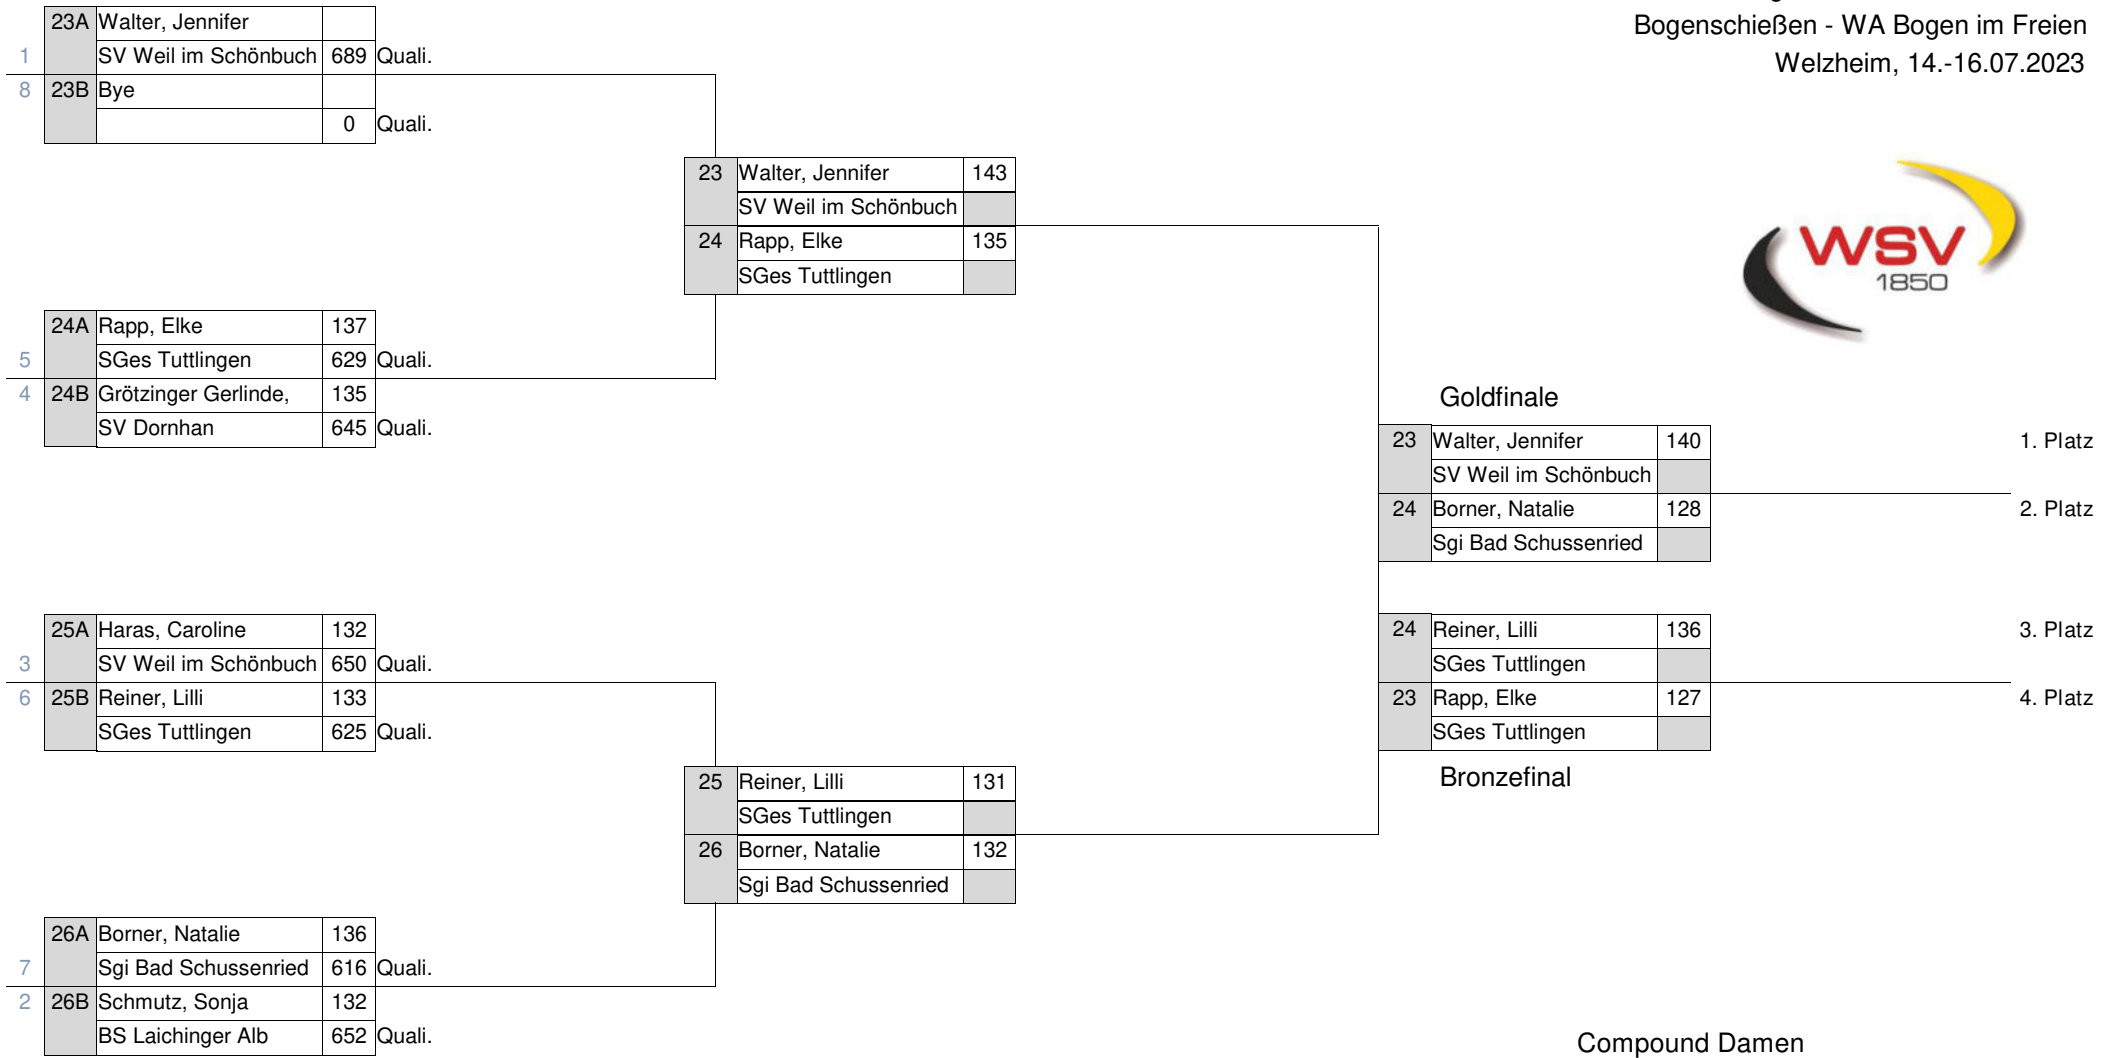 Bogenschießen - WA Bogen im Freien
Welzheim, 14.-16.07.2023
23A Walter, Jennifer
1 SV Weil im Schönbuch 689 Quali.
8 23B Bye
0 Quali.
23 Walter, Jennifer 143
SV Weil im Schönbuch
24 Rapp, Elke 135
SGes Tuttlingen
WSV
1850
24A Rapp, Elke 137
5 SGes Tuttlingen 629 Quali.
4 24B Grötzinger Gerlinde, 135
SV Dornhan 645 Quali.
Goldfinale
23 Walter, Jennifer 140 1. Platz
SV Weil im Schönbuch
24 Borner, Natalie 128 2. Platz
Sgi Bad Schussenried
25A Haras, Caroline 132
3 SV Weil im Schönbuch 650 Quali.
6 25B Reiner, Lilli 133
SGes Tuttlingen 625 Quali.
24 Reiner, Lilli 136 3. Platz
SGes Tuttlingen
23 Rapp, Elke 127 4. Platz
SGes Tuttlingen
Bronzefinal
25 Reiner, Lilli 131
SGes Tuttlingen
26 Borner, Natalie 132
Sgi Bad Schussenried
26A Borner, Natalie 136
7 Sgi Bad Schussenried 616 Quali.
2 26B Schmutz, Sonja 132
BS Laichinger Alb 652 Quali.
Compound Damen